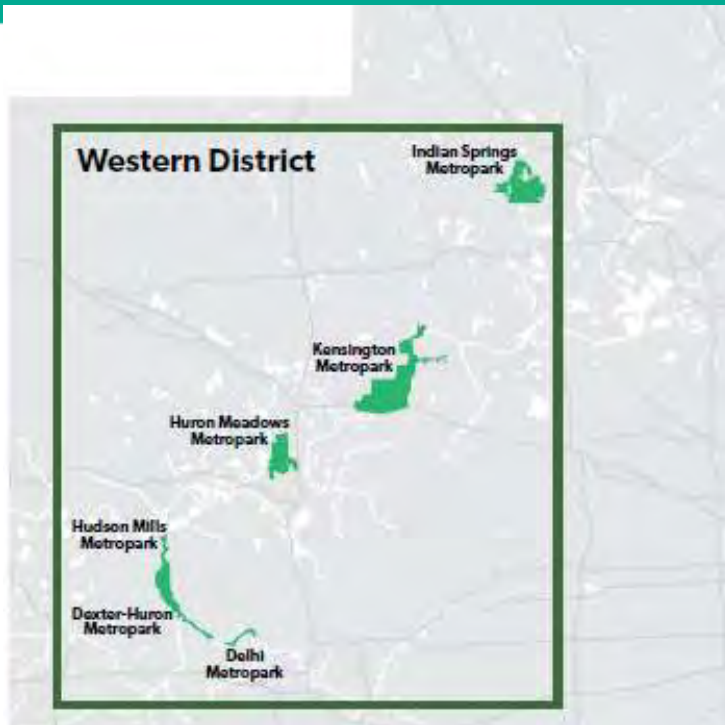 Western District
Indian Springs
Metropark
Kensington
Metropark
Huron Meadows
Metropark
Hudson Mills
Metropark
Dexter-Huron
Metropark
Delhi
Metropark